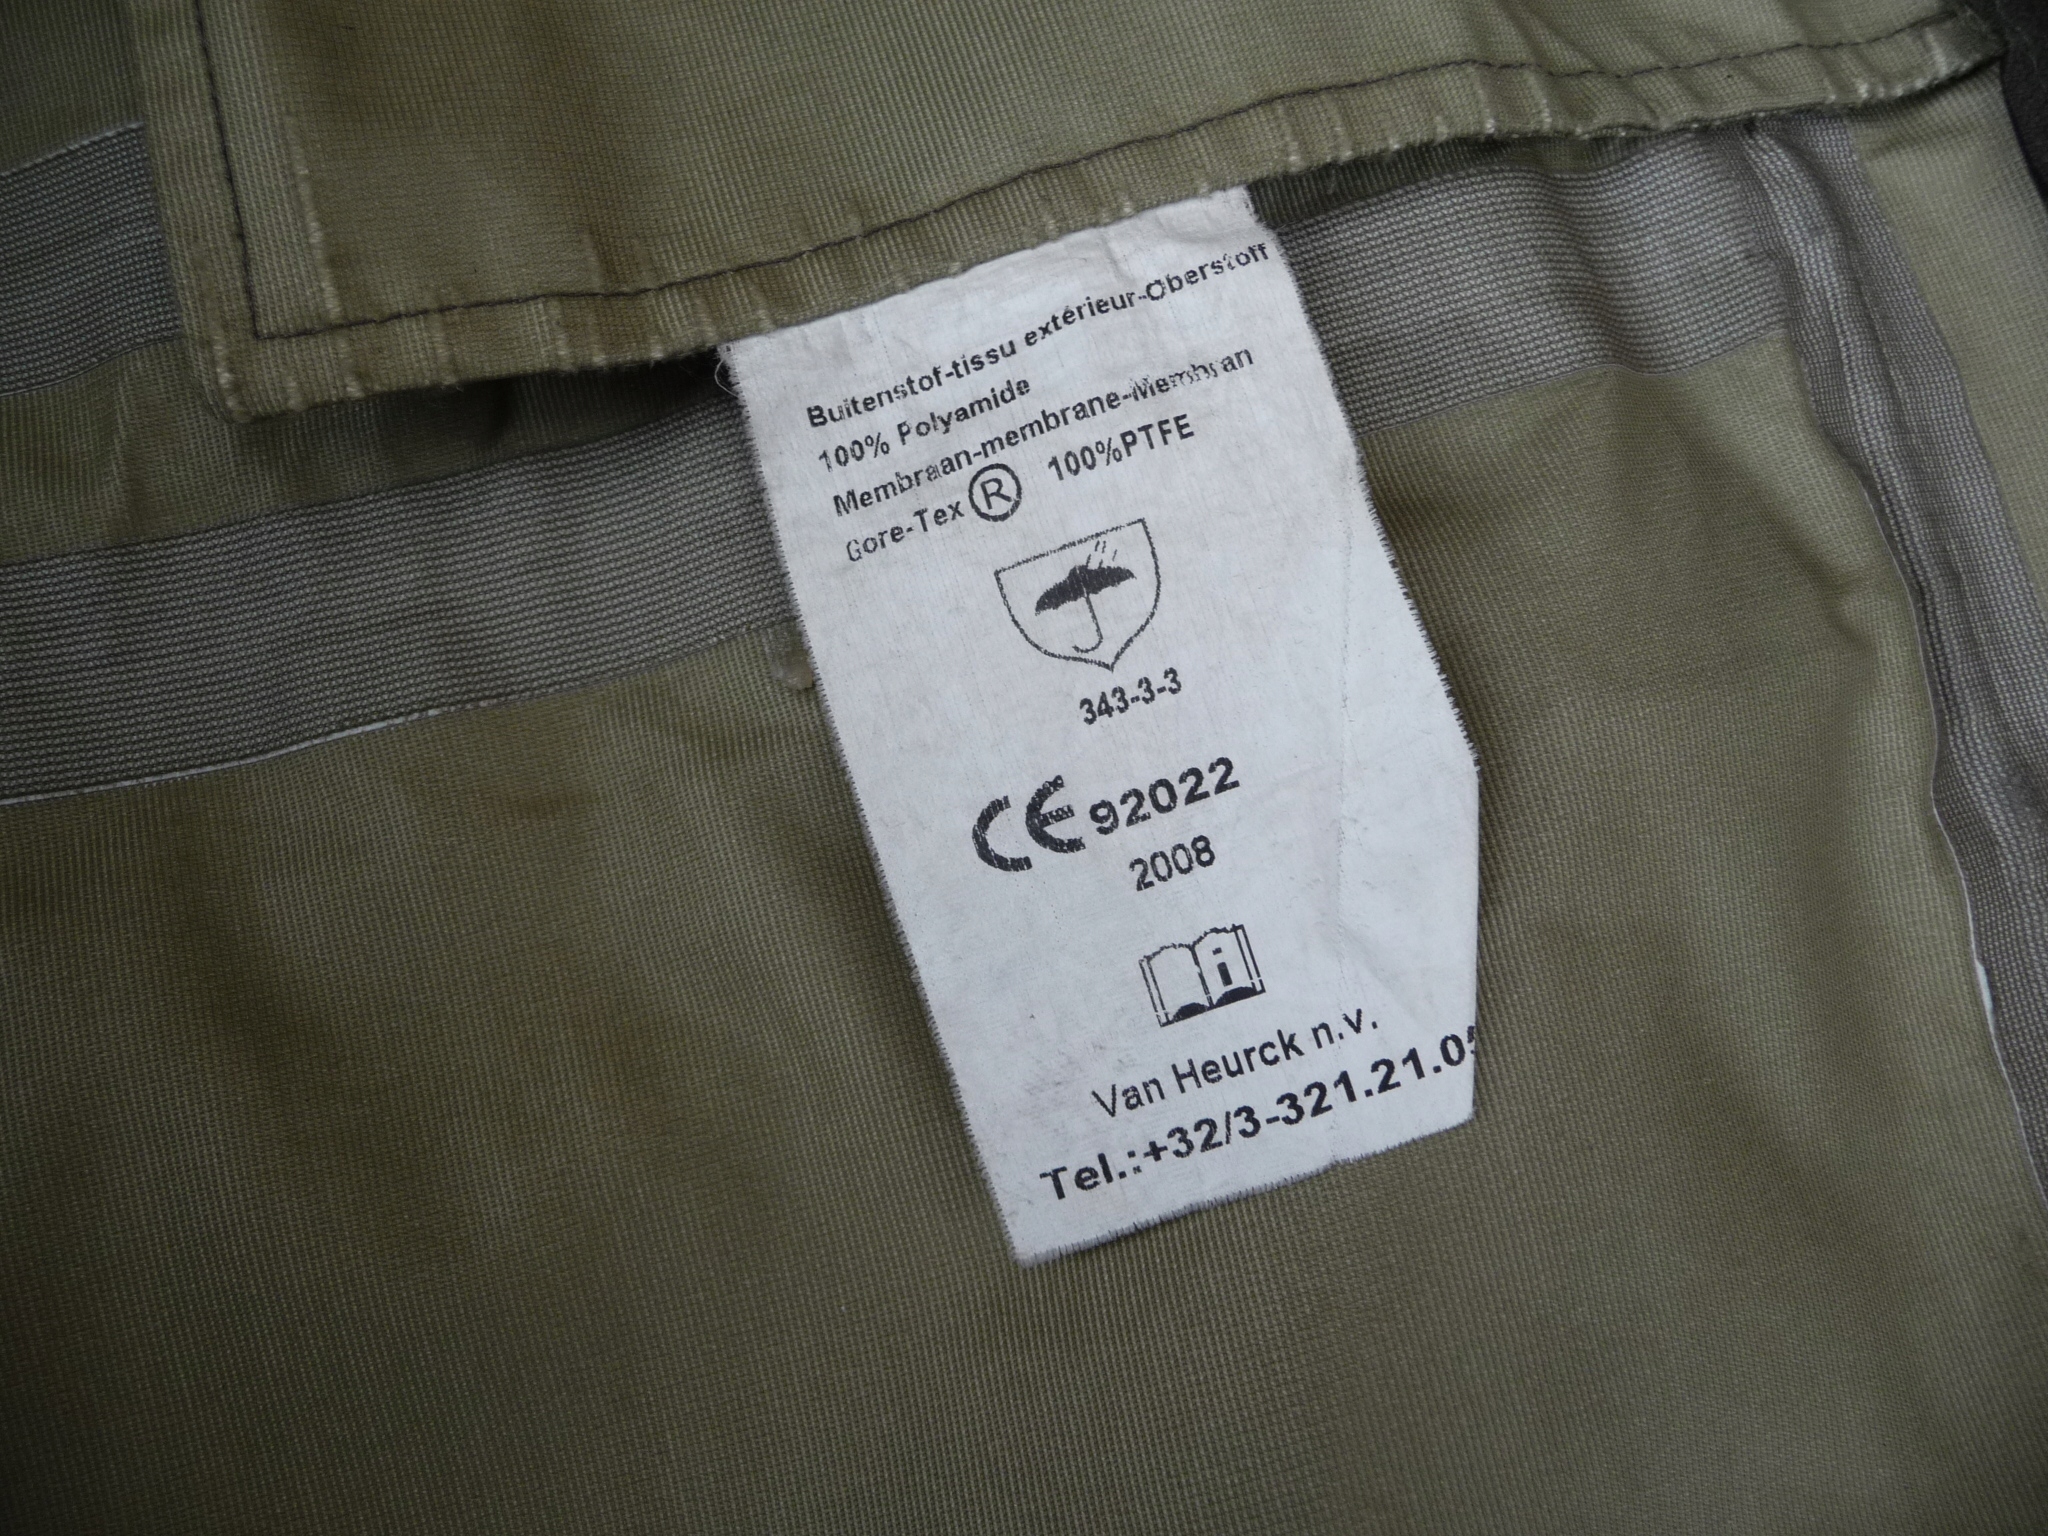 Buitenstof-tissu extérieur-Oberstoff
100% Polyamide
Membraan-membrane-Membran
Gore-Tex ® 100%PTFE
343-3-3
CE 92022
2008
i
Van Heurck n.v.
Tel.:+32/3-321.21.0